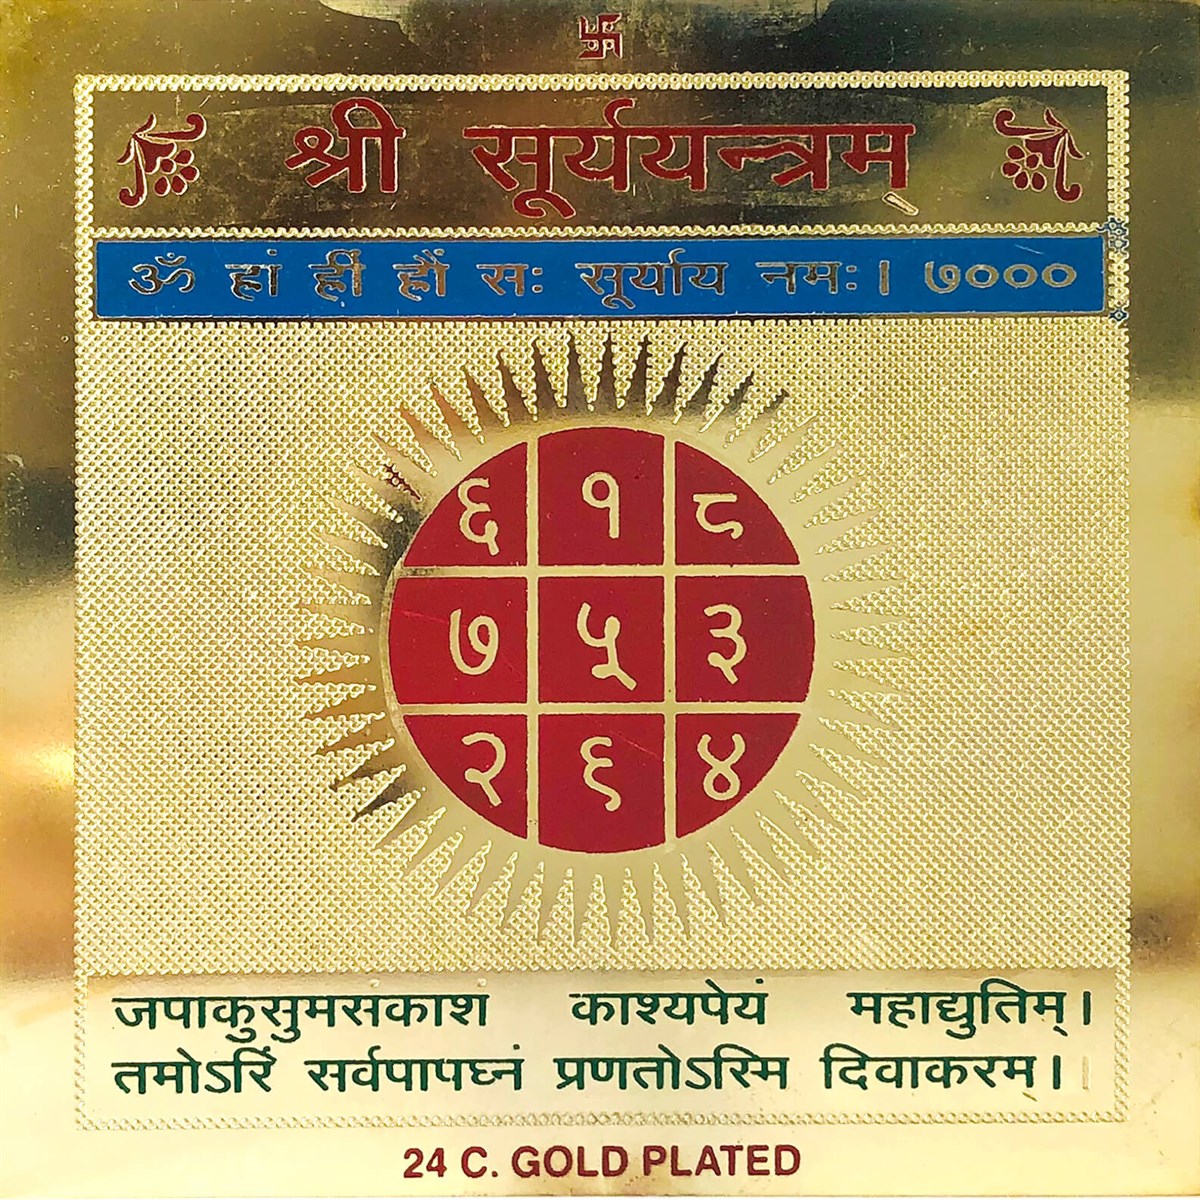 श्री सूर्ययन्त्रम्
ॐ हां ह्रीं ह्रौं सः सूर्याय नमः। ७०००
६ १ ८
७ ५ ३
२ ९ ४
जपाकुसुमसंकाशं काश्यपेयं महाद्युतिम्।
तमोऽरिं सर्वपापघ्नं प्रणतोऽस्मि दिवाकरम्।
24 C. GOLD PLATED